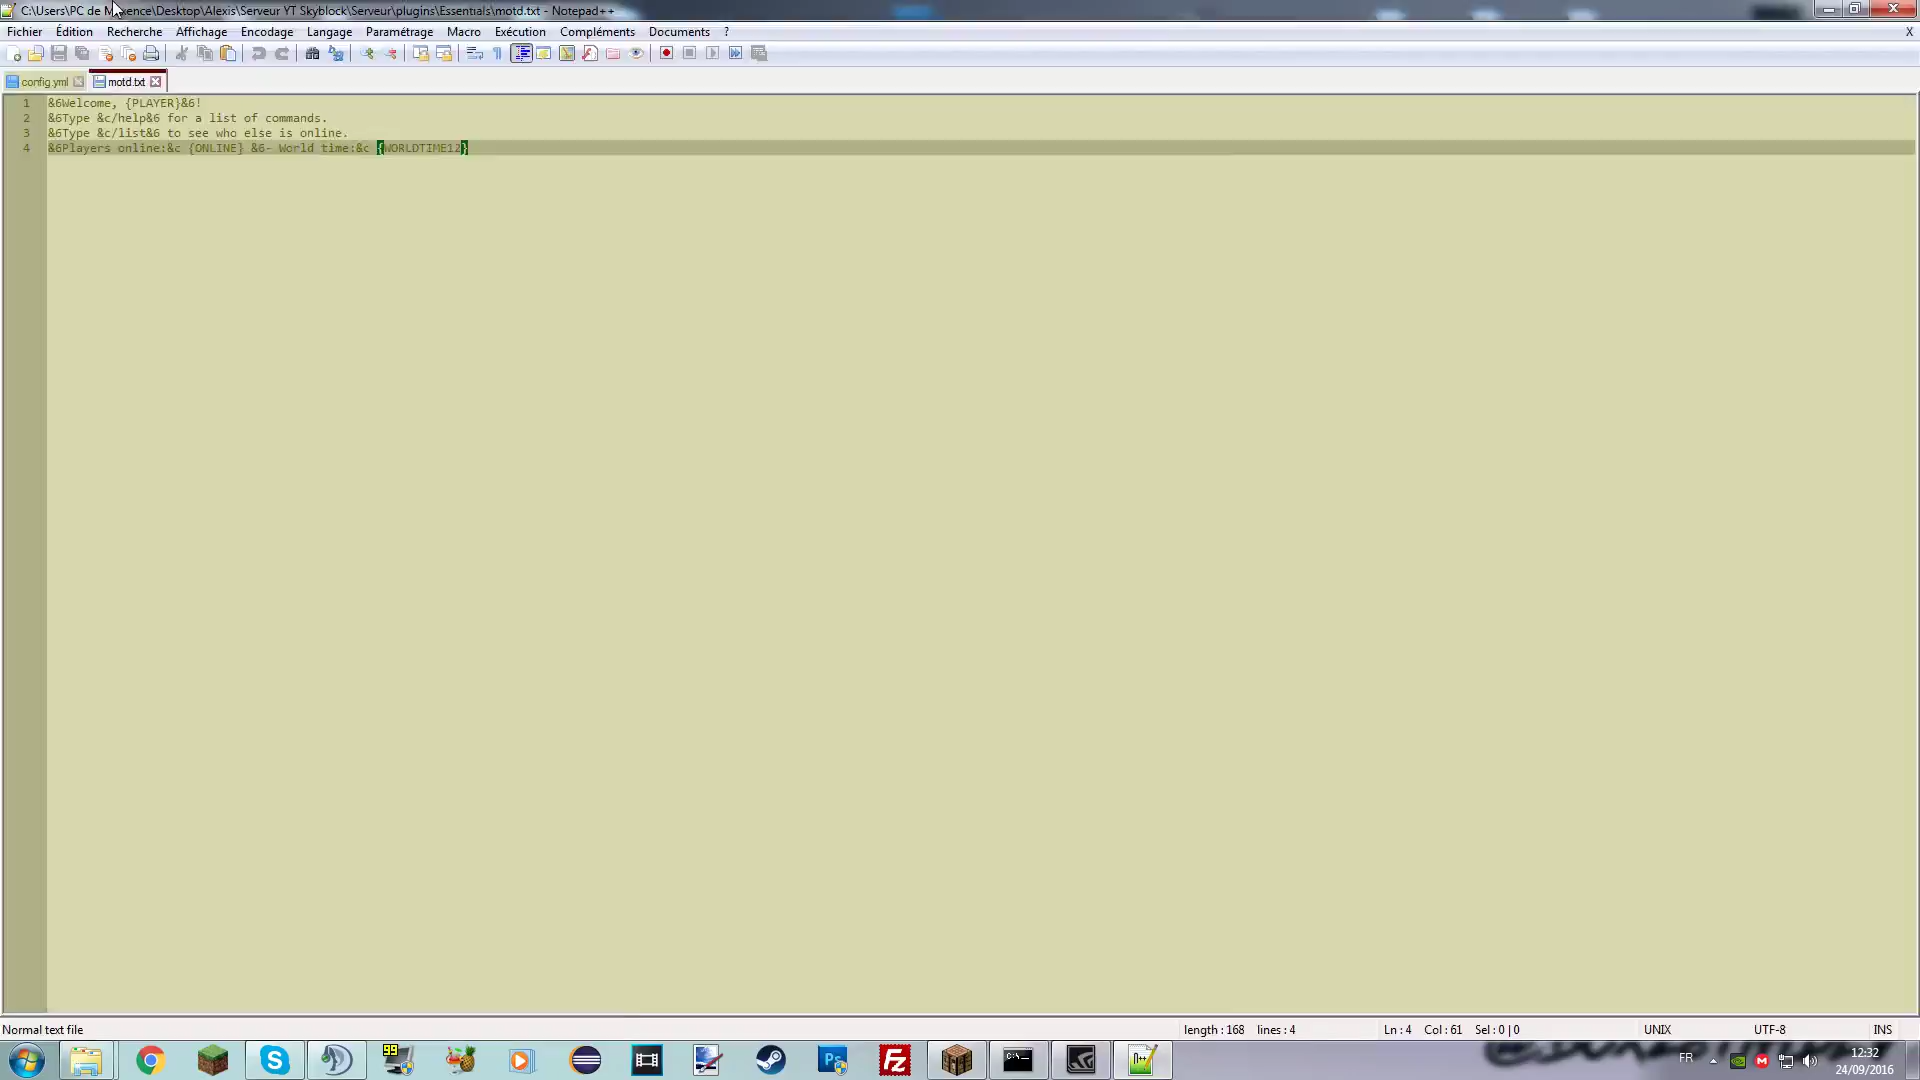 C:\Users\PC de M xence\Desktop\Alexis\Serveur YT Skyblock\Serveur\plugins\Essentials\motd.txt - Notepad++
Fichier Édition Recherche Affichage Encodage Langage Paramétrage Macro Exécution Compléments Documents ? X
config.yml motd.txt
1 &6Welcome, {PLAYER}&6!
2 &6Type &c/help&6 for a list of commands.
3 &6Type &c/list&6 to see who else is online.
4 &6Players online:&c {ONLINE} &6- World time:&c {WORLDTIME12}
Normal text file length : 168 lines : 4 Ln : 4 Col : 61 Sel : 0 | 0 UNIX UTF-8 INS
99 Ps Fz C:\ n++ FR M 12:32
24/09/2016